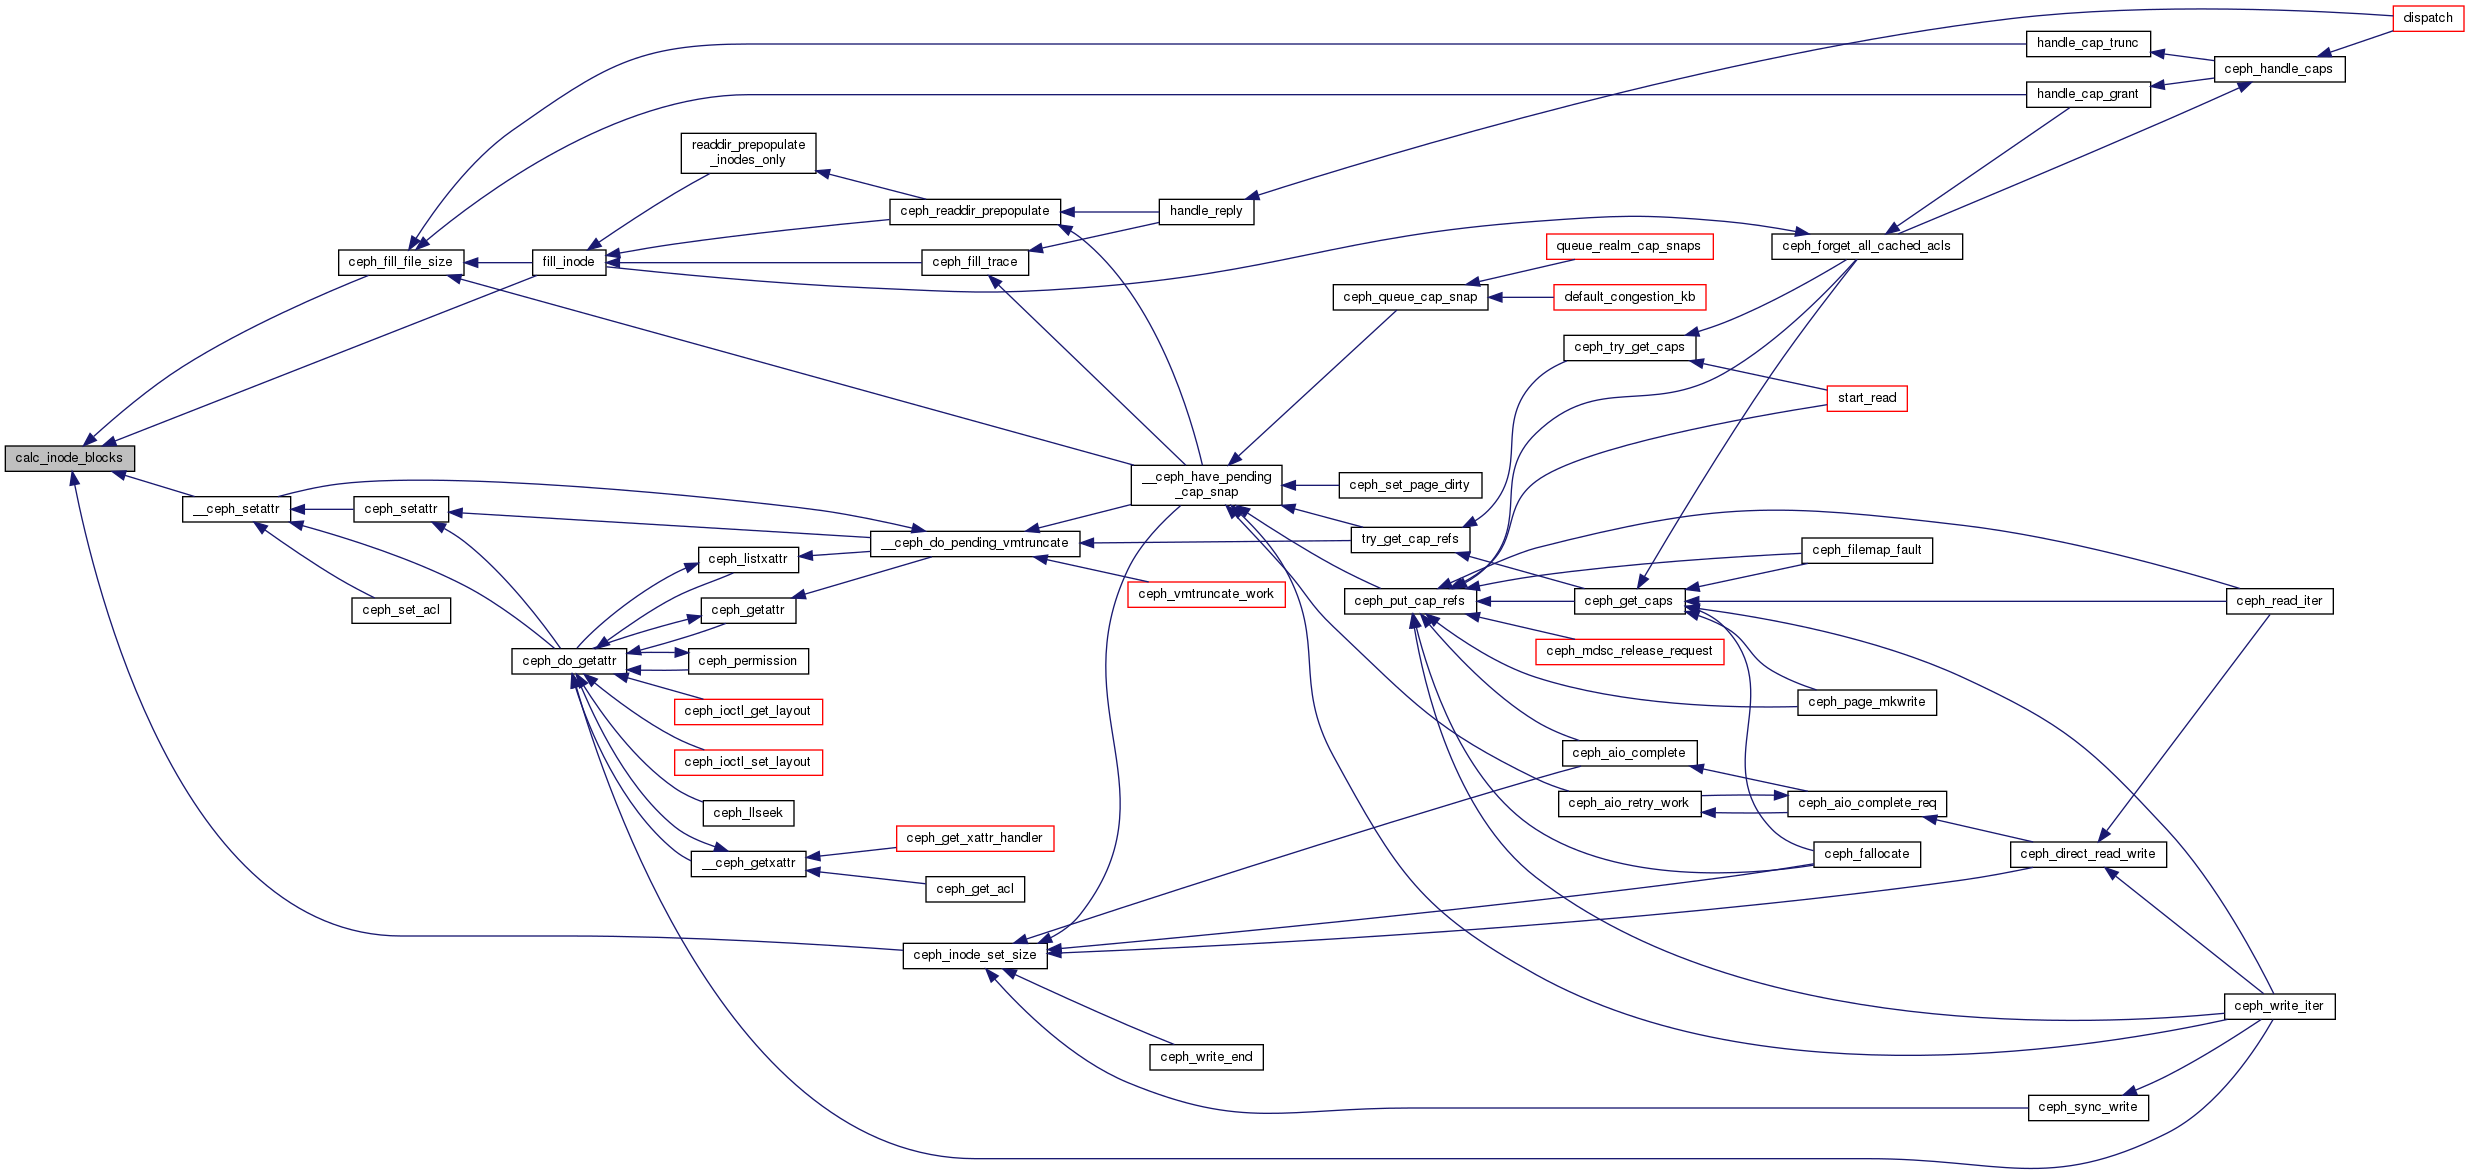 dispatch
handle_cap_trunc
ceph_handle_caps
handle_cap_grant
readdir_prepopulate
_inodes_only
ceph_readdir_prepopulate
handle_reply
ceph_fill_file_size
fill_inode
ceph_fill_trace
queue_realm_cap_snaps
ceph_forget_all_cached_acls
ceph_queue_cap_snap
default_congestion_kb
ceph_try_get_caps
start_read
calc_inode_blocks
__ceph_have_pending
_cap_snap
ceph_set_page_dirty
__ceph_setattr
ceph_setattr
__ceph_do_pending_vmtruncate
try_get_cap_refs
ceph_filemap_fault
ceph_listxattr
ceph_vmtruncate_work
ceph_set_acl
ceph_getattr
ceph_put_cap_refs
ceph_get_caps
ceph_read_iter
ceph_do_getattr
ceph_permission
ceph_mdsc_release_request
ceph_ioctl_get_layout
ceph_page_mkwrite
ceph_ioctl_set_layout
ceph_aio_complete
ceph_llseek
ceph_aio_retry_work
ceph_aio_complete_req
ceph_get_xattr_handler
__ceph_getxattr
ceph_fallocate
ceph_direct_read_write
ceph_get_acl
ceph_inode_set_size
ceph_write_iter
ceph_write_end
ceph_sync_write